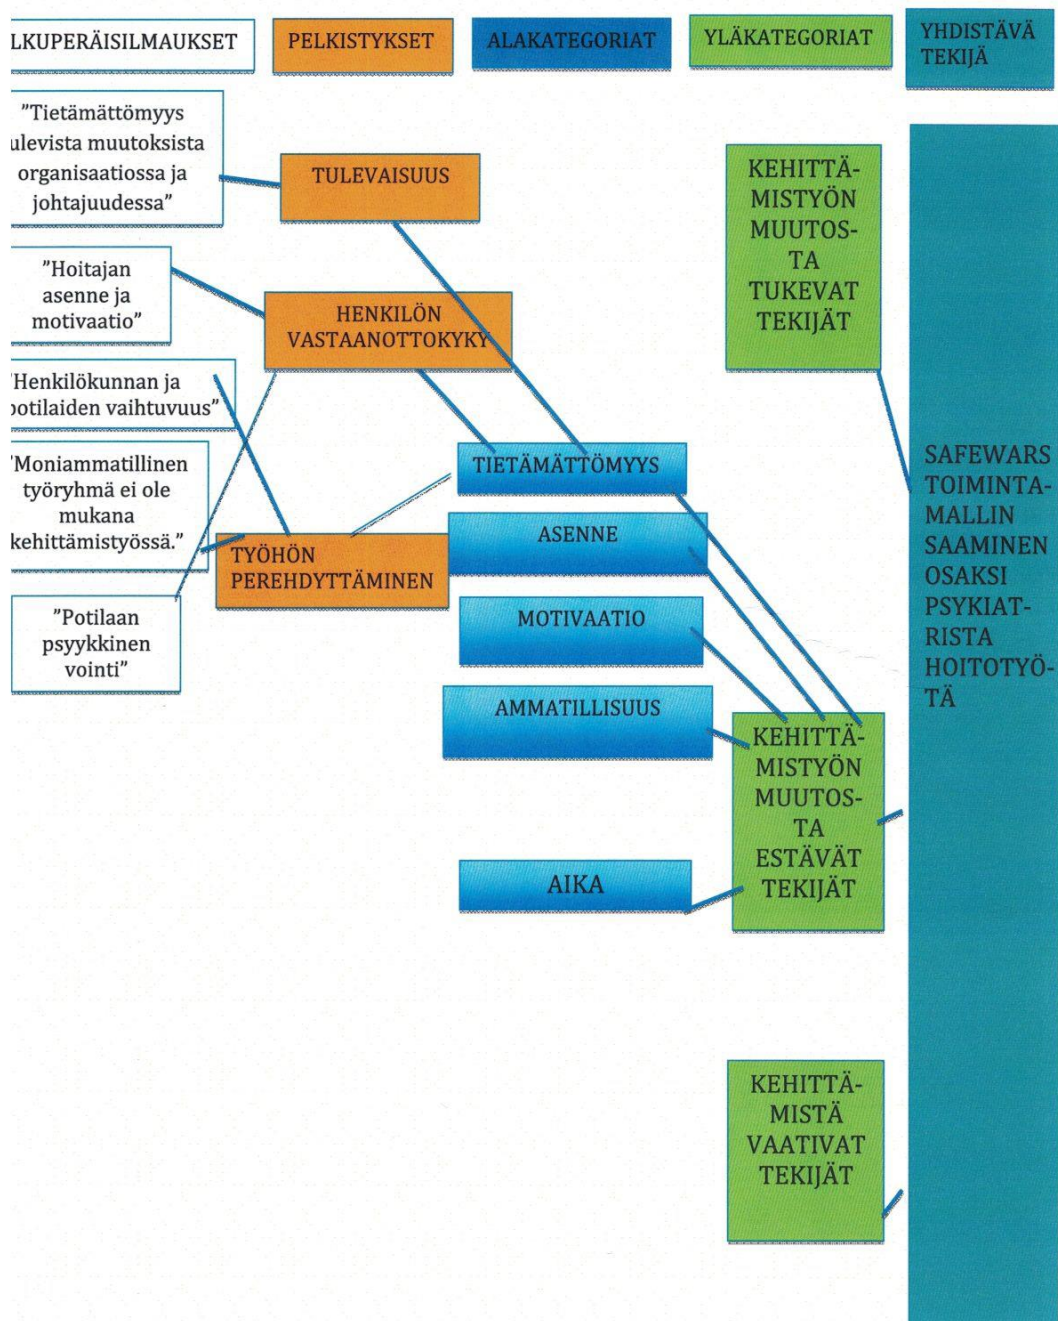 LKUPERÄISILMAUKSET
PELKISTYKSET
ALAKATEGORIAT
YLÄKATEGORIAT
YHDISTÄVÄ
TEKIJÄ
"Tietämättömyys
ulevista muutoksista
organisaatiossa ja
johtajuudessa"
"Hoitajan
asenne ja
motivaatio"
"Henkilökunnan ja
potilaiden vaihtuvuus"
"Moniammatillinen
työryhmä ei ole
mukana
kehittämistyössä."
"Potilaan
psyykkinen
vointi"
TULEVAISUUS
HENKILÖN
VASTAANOTTOKYKY
TYÖHÖN
PEREHDYTTÄMINEN
TIETÄMÄTTÖMYYS
ASENNE
MOTIVAATIO
AMMATILLISUUS
AIKA
KEHITTÄ-
MISTYÖN
MUUTOS-
TA
TUKEVAT
TEKIJÄT
KEHITTÄ-
MISTYÖN
MUUTOS-
TA
ESTÄVÄT
TEKIJÄT
KEHITTÄ-
MISTÄ
VAATIVAT
TEKIJÄT
SAFEWARS
TOIMINTA-
MALLIN
SAAMINEN
OSAKSI
PSYKIAT-
RISTA
HOITOTYÖ-
TÄ